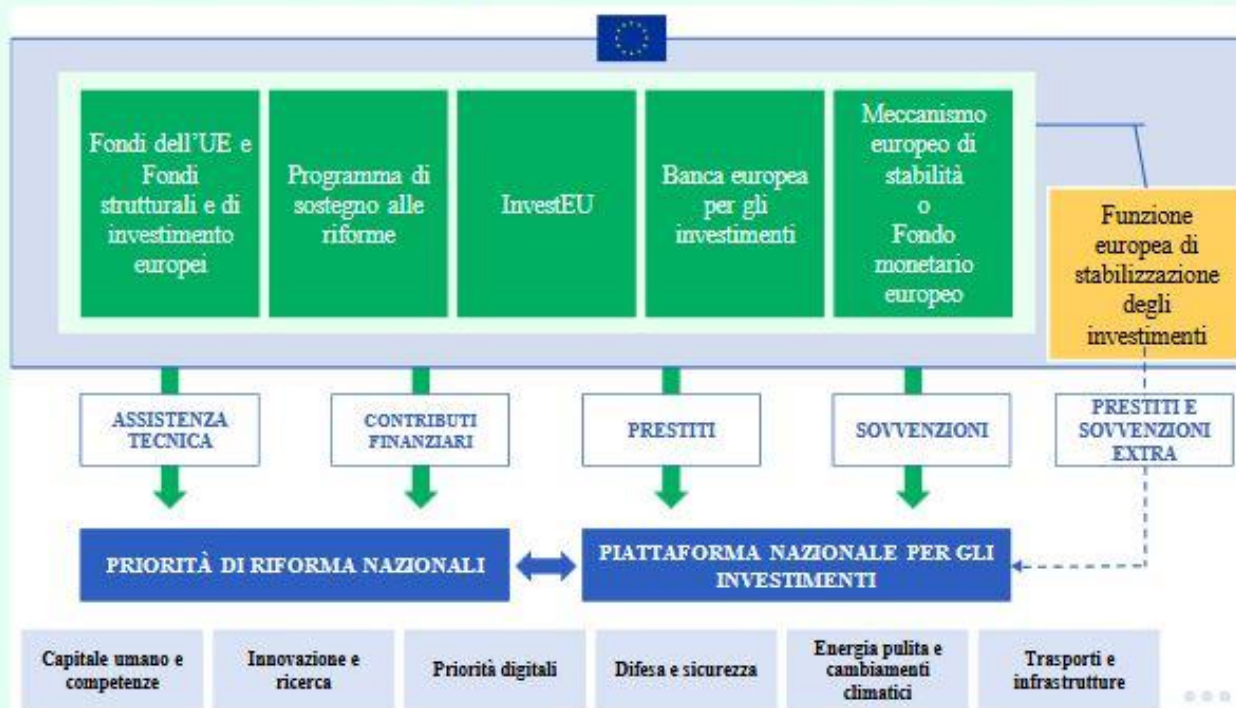 Fondi dell'UE e
Fondi
strutturali e di
investimento
europei
Programma di
sostegno alle
riforme
InvestEU
Banca europea
per gli
investimenti
Meccanismo
europeo di
stabilità
o
Fondo
monetario
europeo
Funzione
europea di
stabilizzazione
degli
investimenti
ASSISTENZA
TECNICA
CONTRIBUTI
FINANZIARI
PRESTITI
SOVVENZIONI
PRESTITI E
SOVVENZIONI
EXTRA
PRIORITÀ DI RIFORMA NAZIONALI
PIATTAFORMA NAZIONALE PER GLI
INVESTIMENTI
Capitale umano e
competenze
Innovazione e
ricerca
Priorità digitali
Difesa e sicurezza
Energia pulita e
cambiamenti
climatici
Trasporti e
infrastrutture